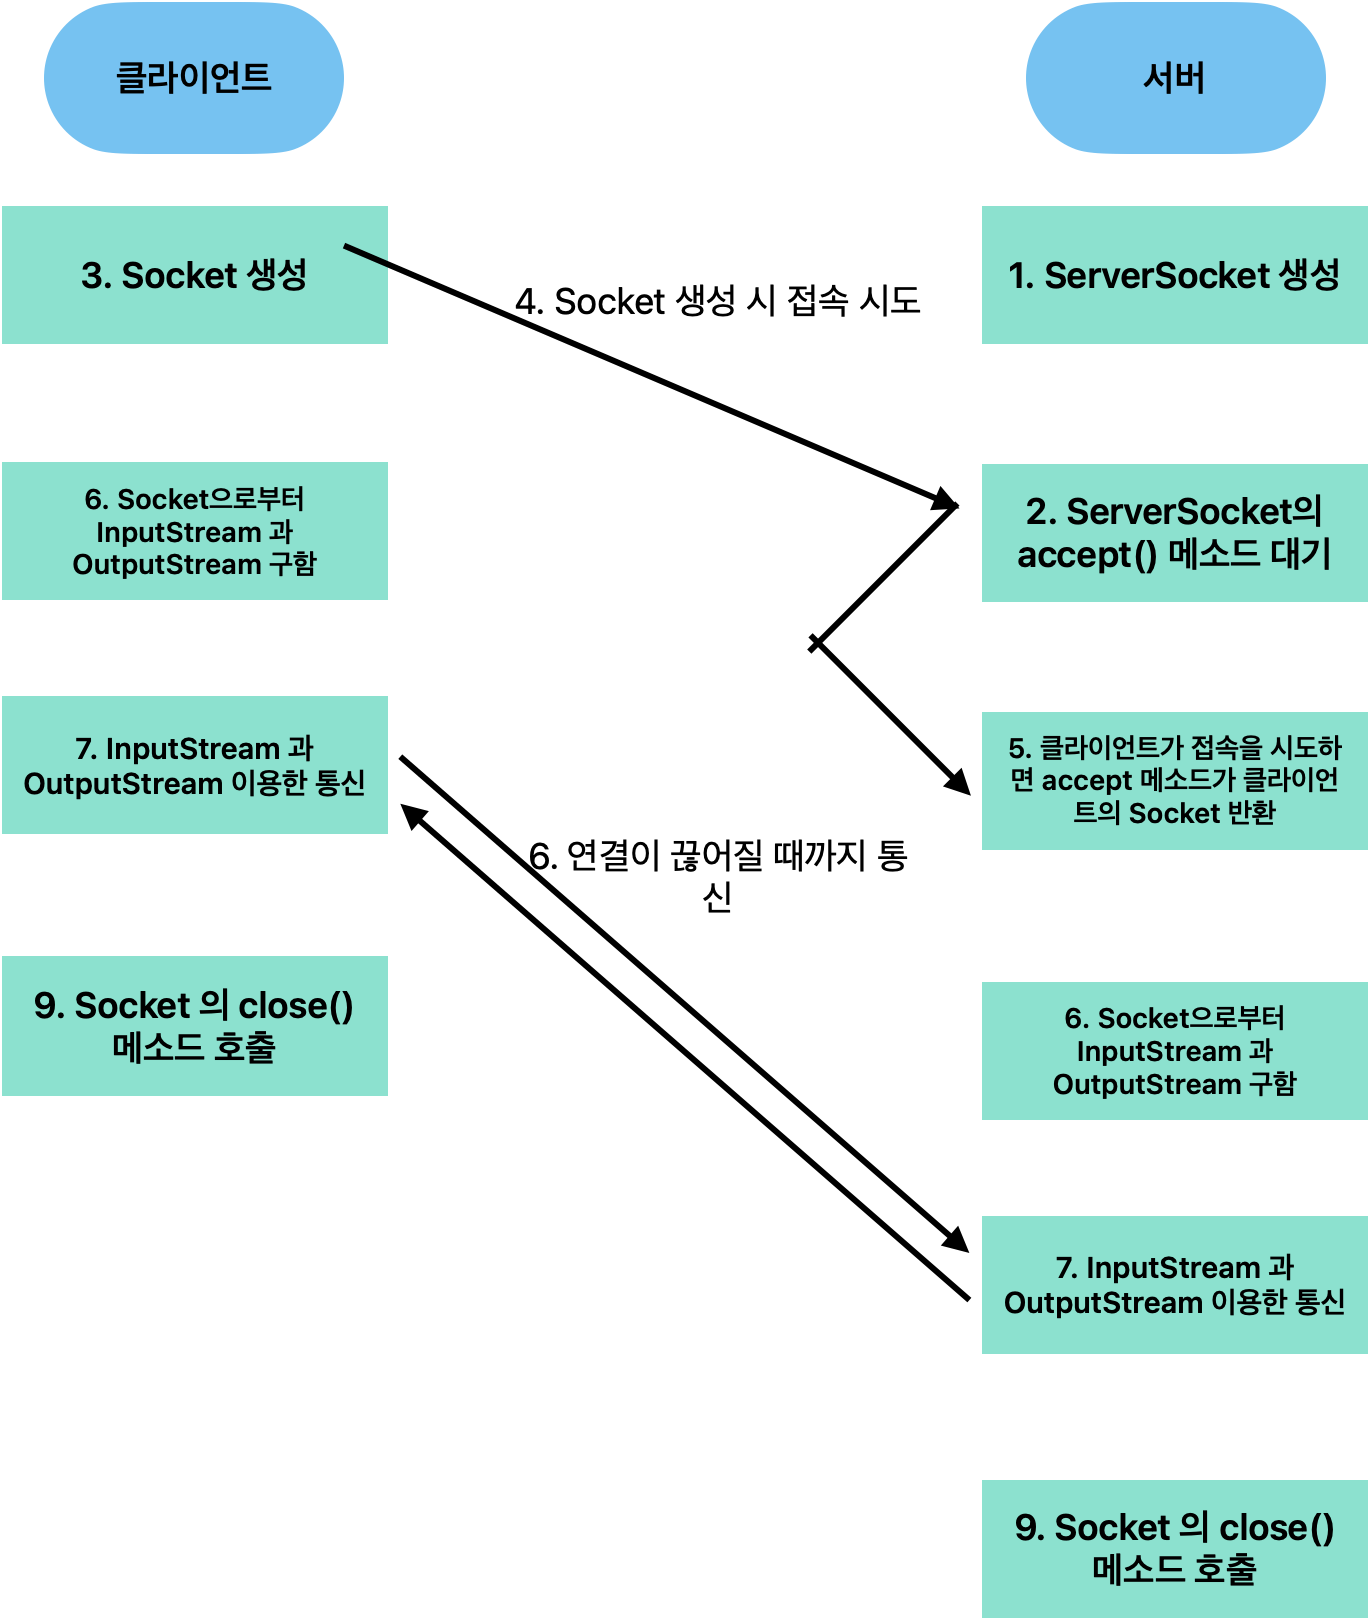 클라이언트
서버
3. Socket 생성
4. Socket 생성 시 접속 시도
1. ServerSocket 생성
6. Socket으로부터
InputStream 과
OutputStream 구함
2. ServerSocket의
accept() 메소드 대기
7. InputStream 과
OutputStream 이용한 통신
5. 클라이언트가 접속을 시도하
면 accept 메소드가 클라이언
트의 Socket 반환
6. 연결이 끊어질 때까지 통
신
9. Socket 의 close()
메소드 호출
6. Socket으로부터
InputStream 과
OutputStream 구함
7. InputStream 과
OutputStream 이용한 통신
9. Socket 의 close()
메소드 호출